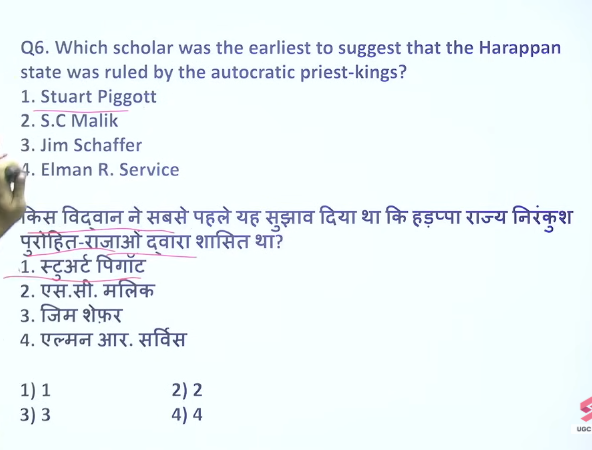 Q6. Which scholar was the earliest to suggest that the Harappan
state was ruled by the autocratic priest-kings?
1. Stuart Piggott
2. S.C Malik
3. Jim Schaffer
4. Elman R. Service
किस विद्वान ने सबसे पहले यह सुझाव दिया था कि हड़प्पा राज्य निरंकुश
पुरोहित-राजाओं द्वारा शासित था?
1. स्टुअर्ट पिगॉट
2. एस.सी. मलिक
3. जिम शेफ़र
4. एल्मन आर. सर्विस
1) 1 2) 2
3) 3 4) 4
UGC